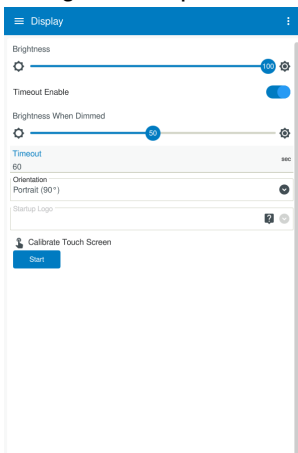 Display
Brightness
100
Timeout Enable
Brightness When Dimmed
50
Timeout
60
sec
Orientation
Portrait (90°)
Startup Logo
?
Calibrate Touch Screen
Start